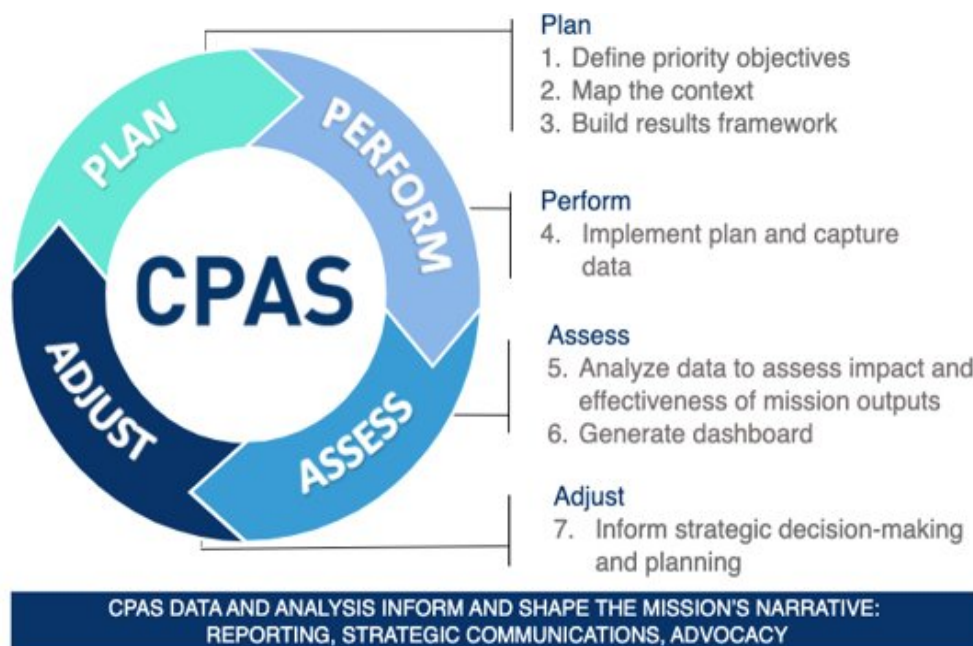 Plan
1. Define priority objectives
2. Map the context
3. Build results framework
PLAN
PERFORM
Perform
4. Implement plan and capture
data
CPAS
Assess
5. Analyze data to assess impact and
effectiveness of mission outputs
6. Generate dashboard
ADJUST
ASSESS
Adjust
7. Inform strategic decision-making
and planning
CPAS DATA AND ANALYSIS INFORM AND SHAPE THE MISSION'S NARRATIVE:
REPORTING, STRATEGIC COMMUNICATIONS, ADVOCACY